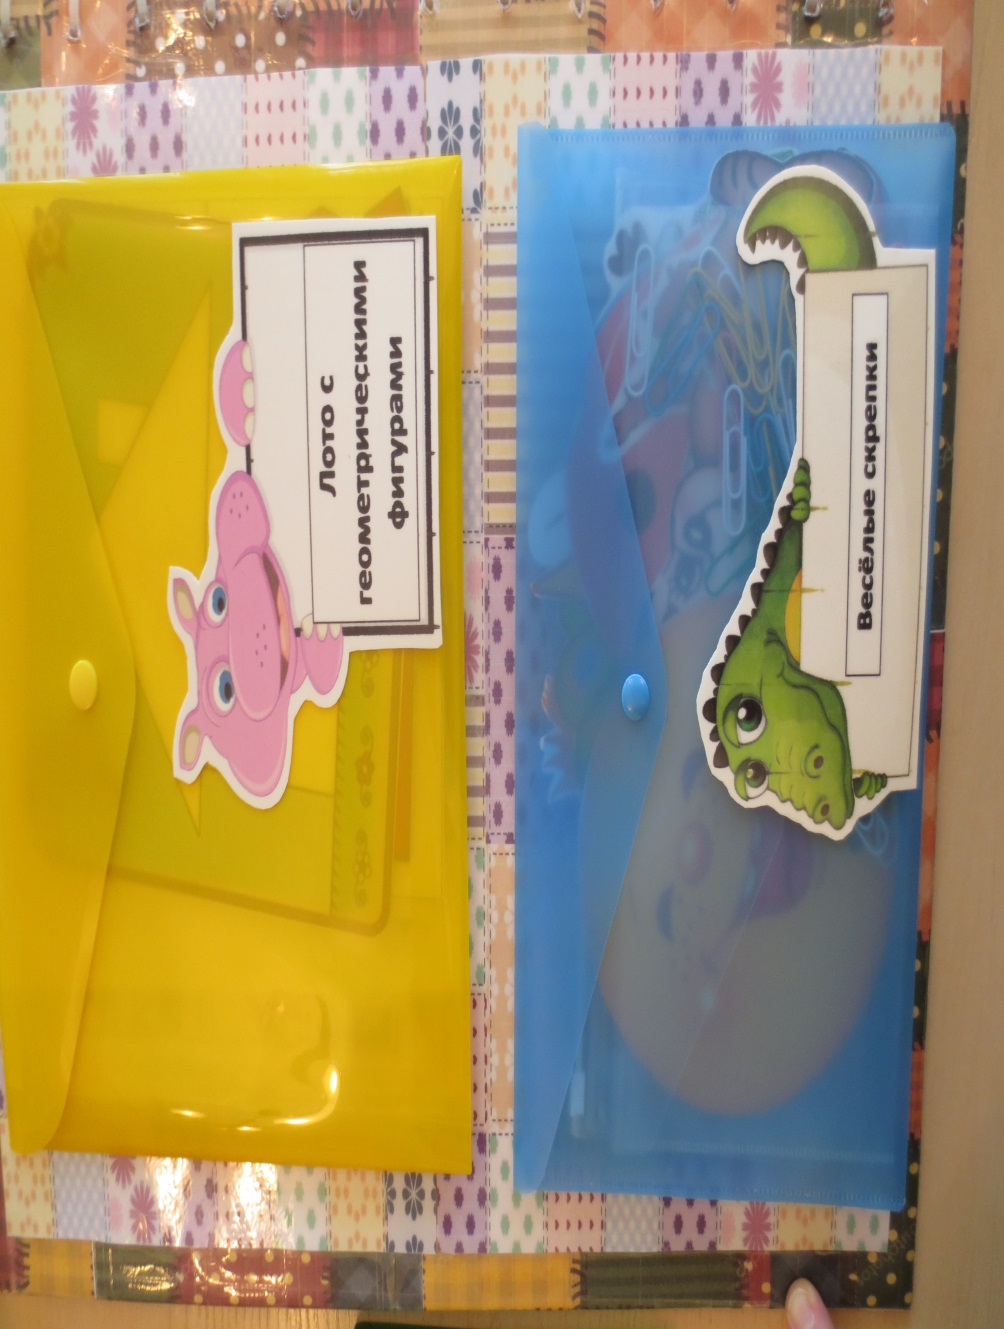 Лото с
геометрическими
фигурами
Весёлые скрепки